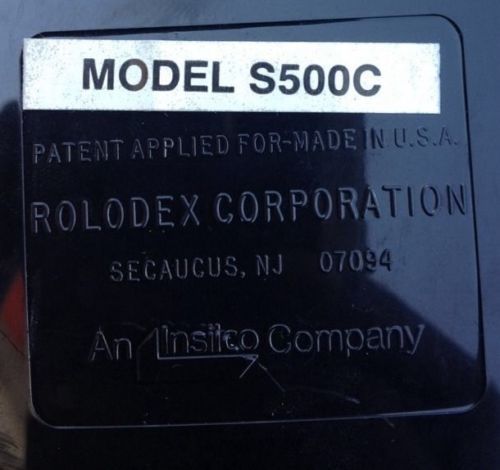 MODEL S500C
PATENT APPLIED FOR-MADE IN U.S.A.
ROLODEX CORPORATION
SECAUCUS, NJ 07094
An Insilco Company